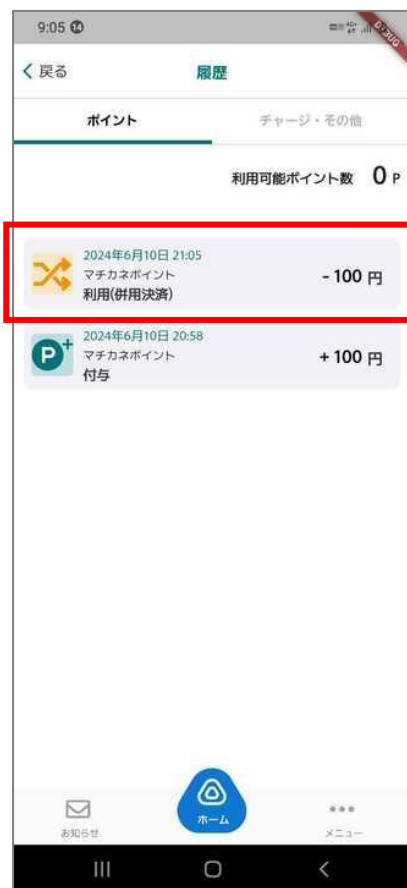 9:05
戻る
履歴
ポイント
チャージ・その他
利用可能ポイント数 0 P
2024年6月10日 21:05
マチカネポイント
利用(併用決済)
- 100 円
2024年6月10日 20:58
マチカネポイント
付与
+ 100 円
お知らせ
ホーム
メニュー